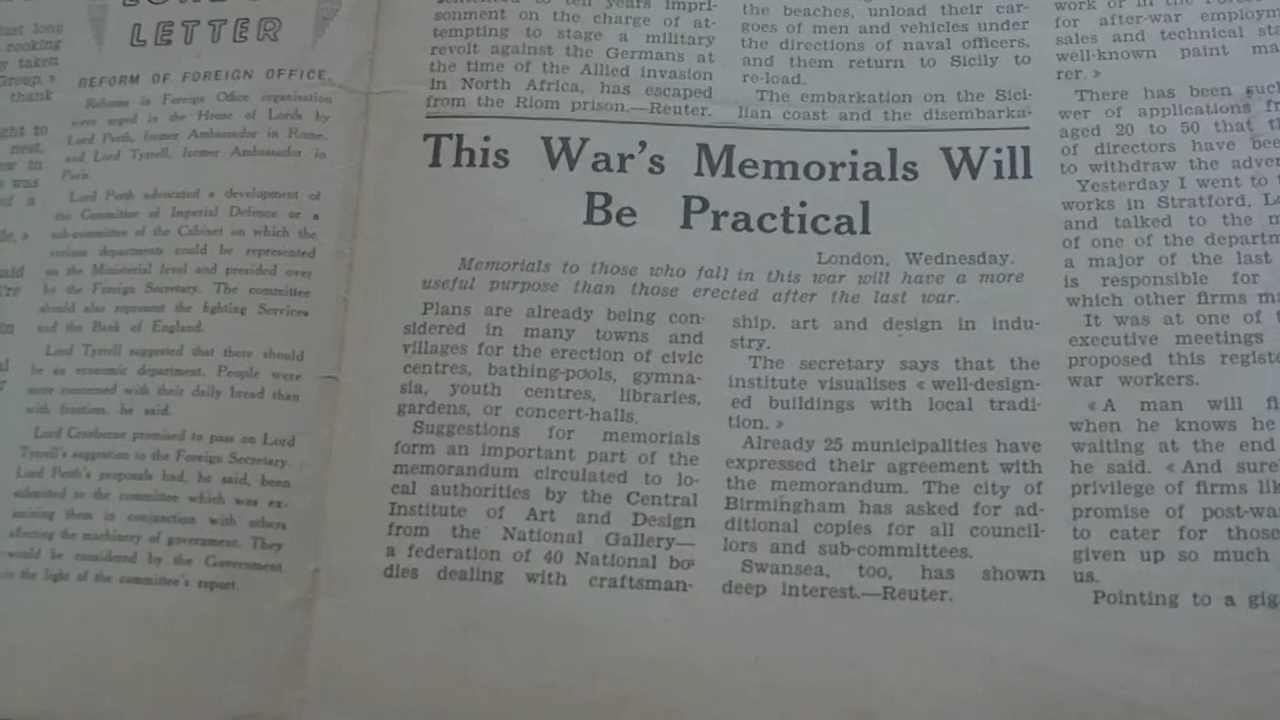 LETTER
REFORM OF FOREIGN OFFICE.
Reforms in Foreign Office organisation
were urged in the House of Lords by
Lord Perth, former Ambassador in Rome,
and Lord Tyrrell, former Ambassador in
Paris.
Lord Perth advocated a development of
the Committee of Imperial Defence or a
sub-committee of the Cabinet on which the
various departments could be represented
on the Ministerial level and presided over
by the Foreign Secretary. The committee
should also represent the fighting Services
and the Bank of England.
Lord Tyrrell suggested that there should
be an economic department. People were
more concerned with their daily bread than
with frontiers, he said.
Lord Cranborne promised to pass on Lord
Tyrrell's suggestion to the Foreign Secretary.
Lord Perth's proposals had, he said, been
submitted to the committee which was ex-
amining them in conjunction with others
affecting the machinery of government. They
would be considered by the Government
in the light of the committee's report.
ten years impri-
sonment on the charge of at-
tempting to stage a military
revolt against the Germans at
the time of the Allied invasion
in North Africa, has escaped
from the Riom prison.—Reuter.
the beaches, unload their car-
goes of men and vehicles under
the directions of naval officers,
and them return to Sicily to
re-load.
The embarkation on the Sici-
lian coast and the disembarka-
This War's Memorials Will
Be Practical
London, Wednesday.
Memorials to those who fall in this war will have a more
useful purpose than those erected after the last war.
Plans are already being con-
sidered in many towns and
villages for the erection of civic
centres, bathing-pools, gymna-
sia, youth centres, libraries,
gardens, or concert-halls.
Suggestions for memorials
form an important part of the
memorandum circulated to lo-
cal authorities by the Central
Institute of Art and Design
from the National Gallery—
a federation of 40 National bo-
dies dealing with craftsman-
ship, art and design in indu-
stry.
The secretary says that the
institute visualises « well-design-
ed buildings with local tradi-
tion. »
Already 25 municipalities have
expressed their agreement with
the memorandum. The city of
Birmingham has asked for ad-
ditional copies for all council-
lors and sub-committees.
Swansea, too, has shown
deep interest.—Reuter.
work or in the
for after-war
sales and technical
well-known paint
rer. »
There has been such
wer of applications
aged 20 to 50 that
of directors have
to withdraw the
Yesterday I went to
works in Stratford,
and talked to the
of one of the
a major of the last
is responsible for
which other firms
It was at one of
executive meetings
proposed this
war workers.
« A man will
when he knows he
waiting at the end
he said. « And
privilege of firms
promise of
to cater for those
given up so much
us.
Pointing to a